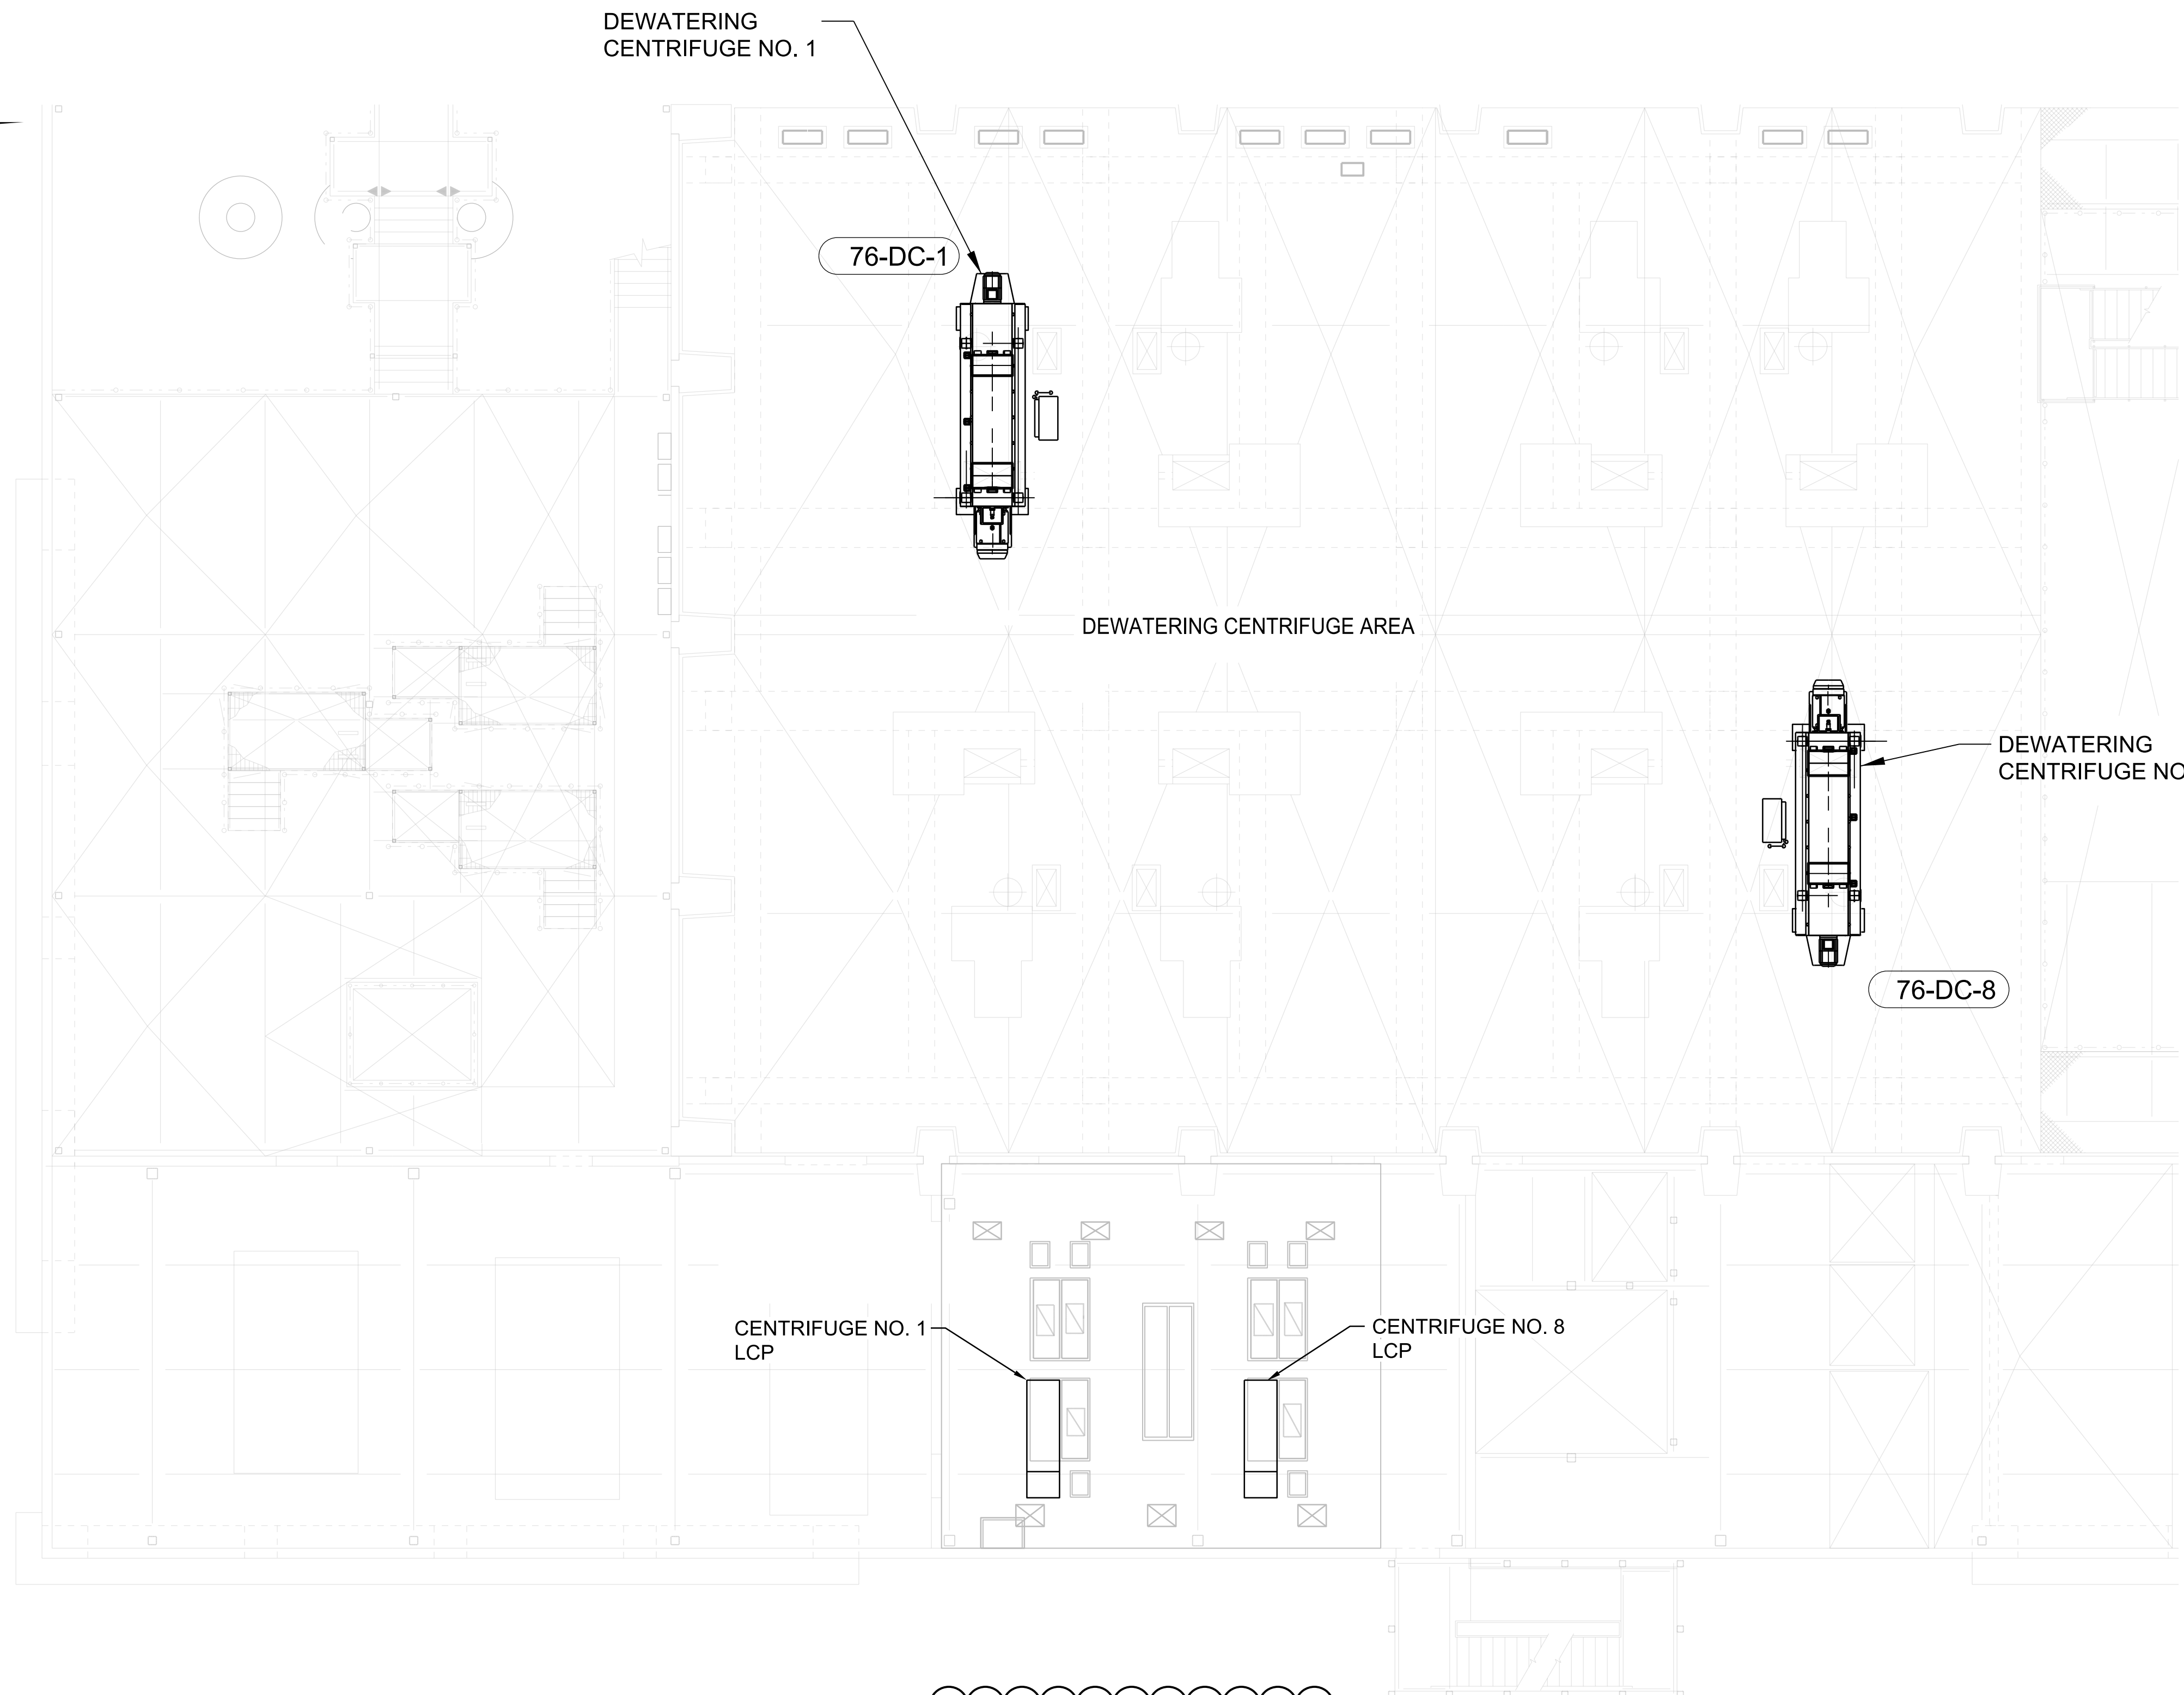 DEWATERING
CENTRIFUGE NO. 1
76-DC-1
DEWATERING CENTRIFUGE AREA
DEWATERING
CENTRIFUGE NO
76-DC-8
CENTRIFUGE NO. 1
LCP
CENTRIFUGE NO. 8
LCP